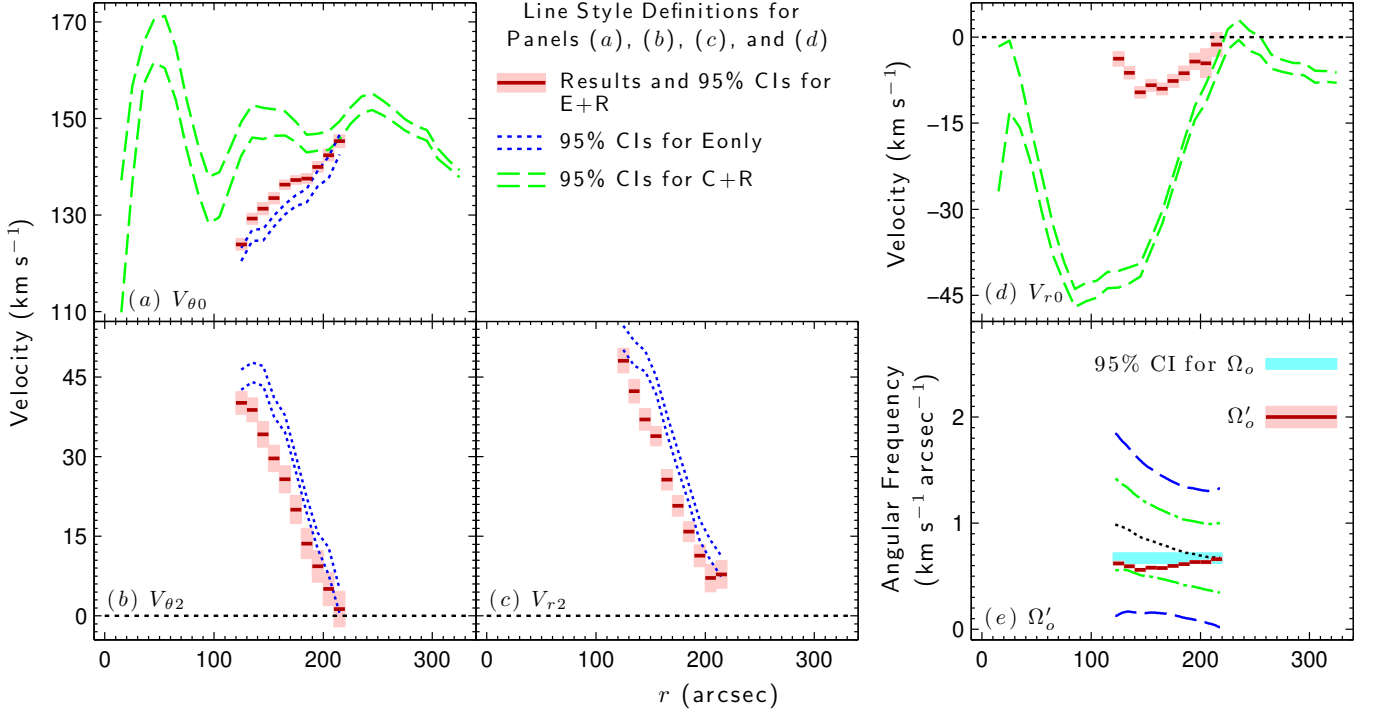 Line Style Definitions for
Panels (a), (b), (c), and (d)
Results and 95% CIs for
E+R
95% CIs for Eonly
95% CIs for C+R
170
150
130
110
(a) Vθ0
Velocity (km s−1)
45
30
15
0
(b) Vθ2
0
100
200
300
(c) Vr2
0
100
200
300
r (arcsec)
0
-15
-30
-45
Velocity (km s−1)
(d) Vr0
95% CI for Ωo
Ω′o
2
1
0
Angular Frequency
(km s−1 arcsec−1)
(e) Ω′o
0
100
200
300